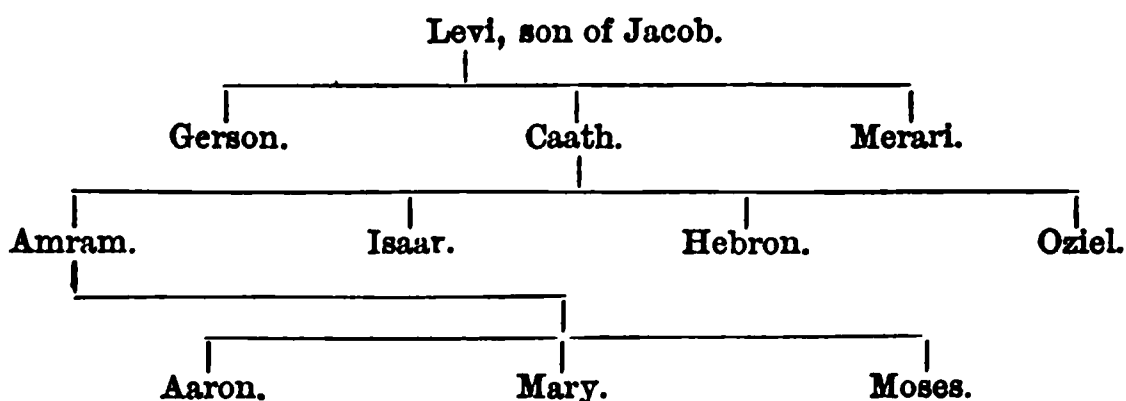 Levi, son of Jacob.
Gerson. Caath. Merari.
Amram. Isaar. Hebron. Oziel.
Aaron. Mary. Moses.